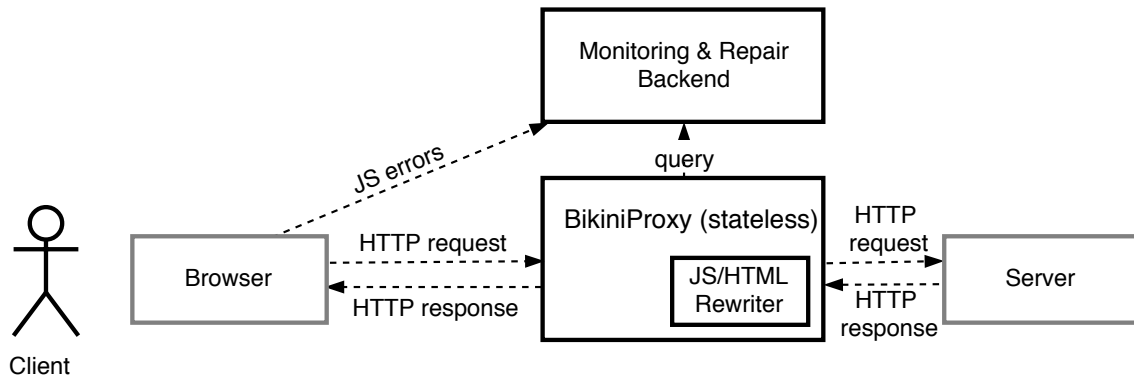 Monitoring & Repair
Backend
JS errors
query
BikiniProxy (stateless)
HTTP
request
HTTP request
Browser
JS/HTML
Rewriter
Server
HTTP response
HTTP
response
Client